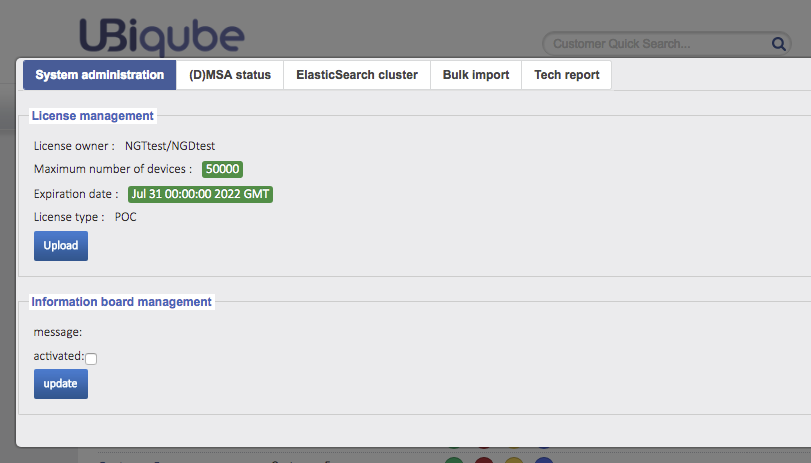 UBiqube
Customer Quick Search...
System administration (D)MSA status ElasticSearch cluster Bulk import Tech report
License management
License owner : NGTtest/NGDtest
Maximum number of devices : 50000
Expiration date : Jul 31 00:00:00 2022 GMT
License type : POC
Upload
Information board management
message:
activated:
update